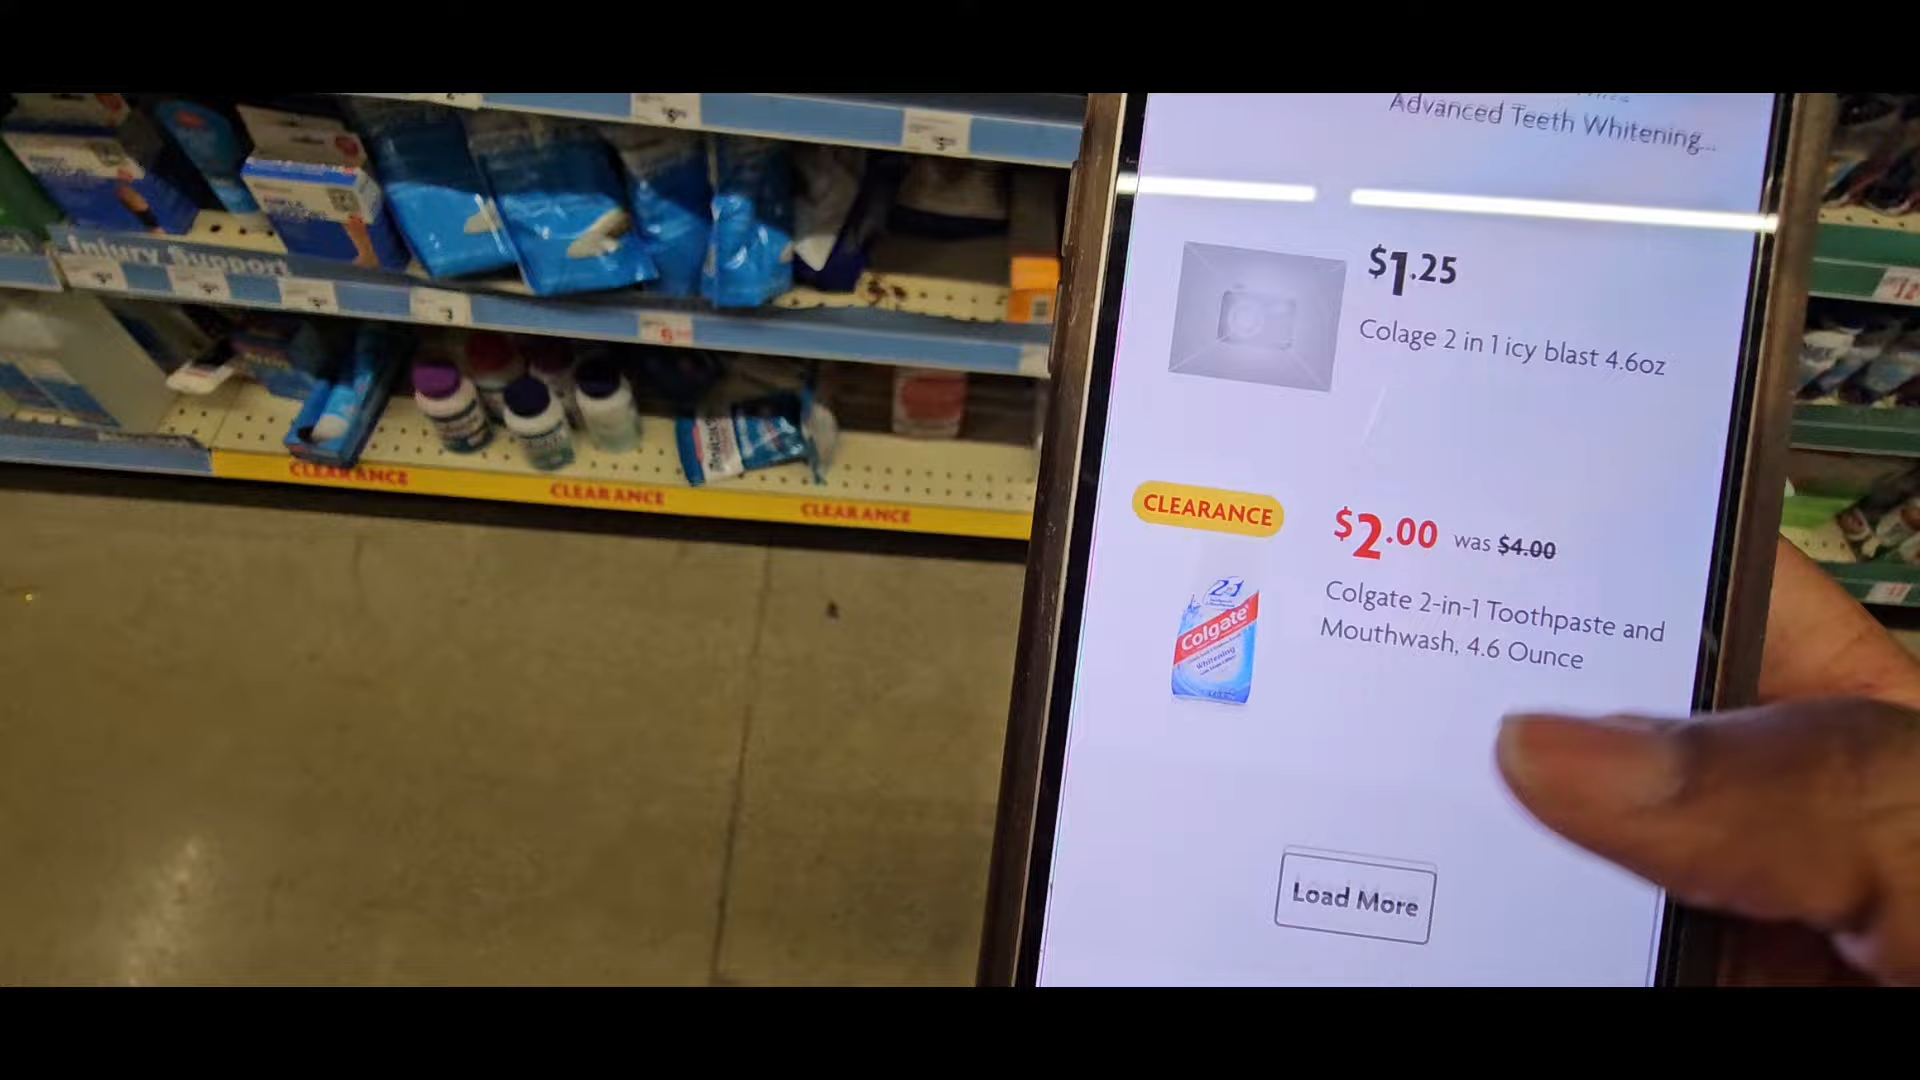 Advanced Teeth Whitening...
$1.25
Colage 2 in 1 icy blast 4.6oz
CLEARANCE
$2.00 was $4.00
2in1
Colgate
Whitening
Colgate 2-in-1 Toothpaste and
Mouthwash, 4.6 Ounce
Load More
Injury Support
CLEARANCE
CLEARANCE
CLEARANCE